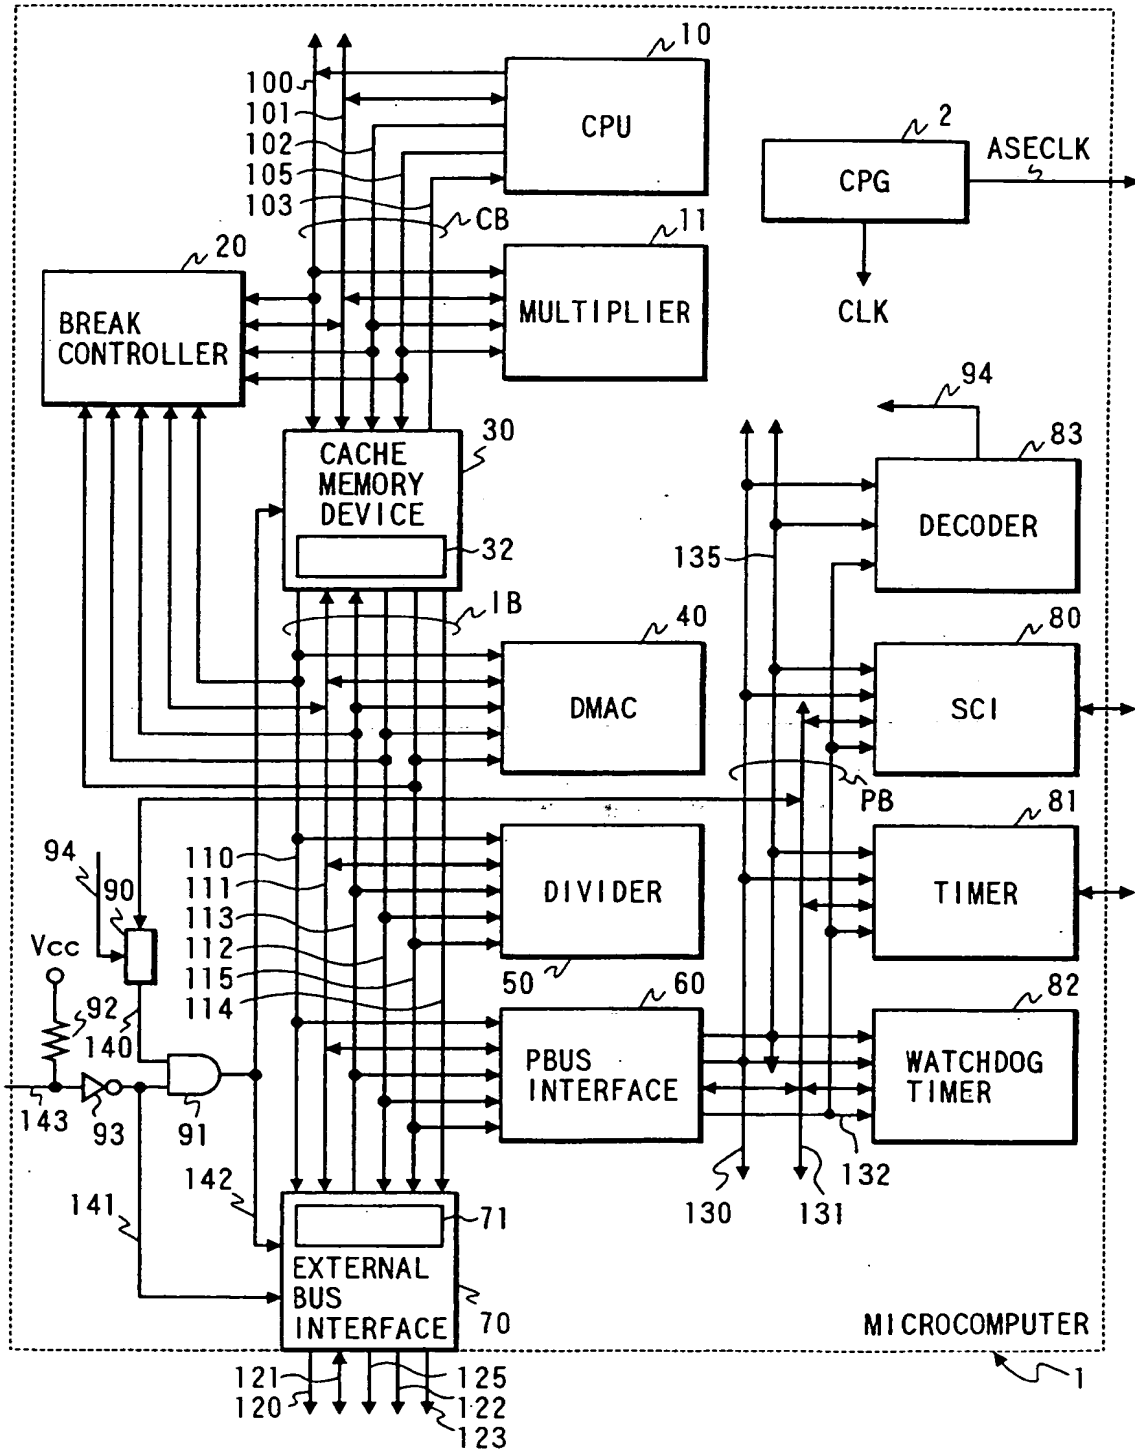 10
100
101
102
105
103
CPU
2
ASECLK
CPG
CB
CLK
20
11
BREAK
CONTROLLER
MULTIPLIER
94
30
83
CACHE
MEMORY
DEVICE
32
DECODER
135
IB
40
80
DMAC
SCI
PB
81
94
90
110
111
113
112
115
114
DIVIDER
TIMER
50
60
82
Vcc
92
140
PBUS
INTERFACE
WATCHDOG
TIMER
143
93
91
132
142
141
130
131
71
EXTERNAL
BUS
INTERFACE
70
MICROCOMPUTER
1
121
120
125
122
123